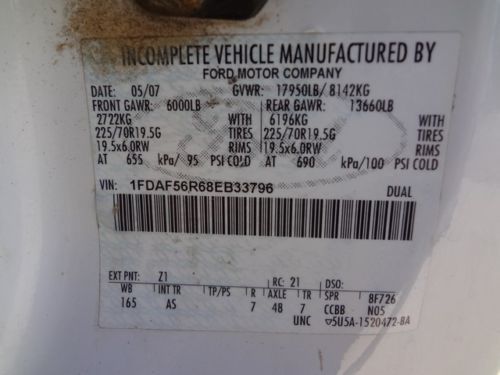 INCOMPLETE VEHICLE MANUFACTURED BY
FORD MOTOR COMPANY
DATE: 05/07 GVWR: 17950LB/ 8142KG
FRONT GAWR: 6000LB REAR GAWR: 13660LB
2722KG WITH 6196KG WITH
225/70R19.5G TIRES 225/70R19.5G TIRES
19.5x6.0RW RIMS 19.5x6.0RW RIMS
AT 655 kPa/ 95 PSI COLD AT 690 kPa/100 PSI COLD
VIN: 1FDAF56R68EB33796 DUAL
EXT PNT: Z1 RC: 21 DSO:
WB INT TR TP/PS R AXLE TR SPR 8F726
165 AS 7 48 7 CCBB N05
UNC ▽5U5A-1520472-BA